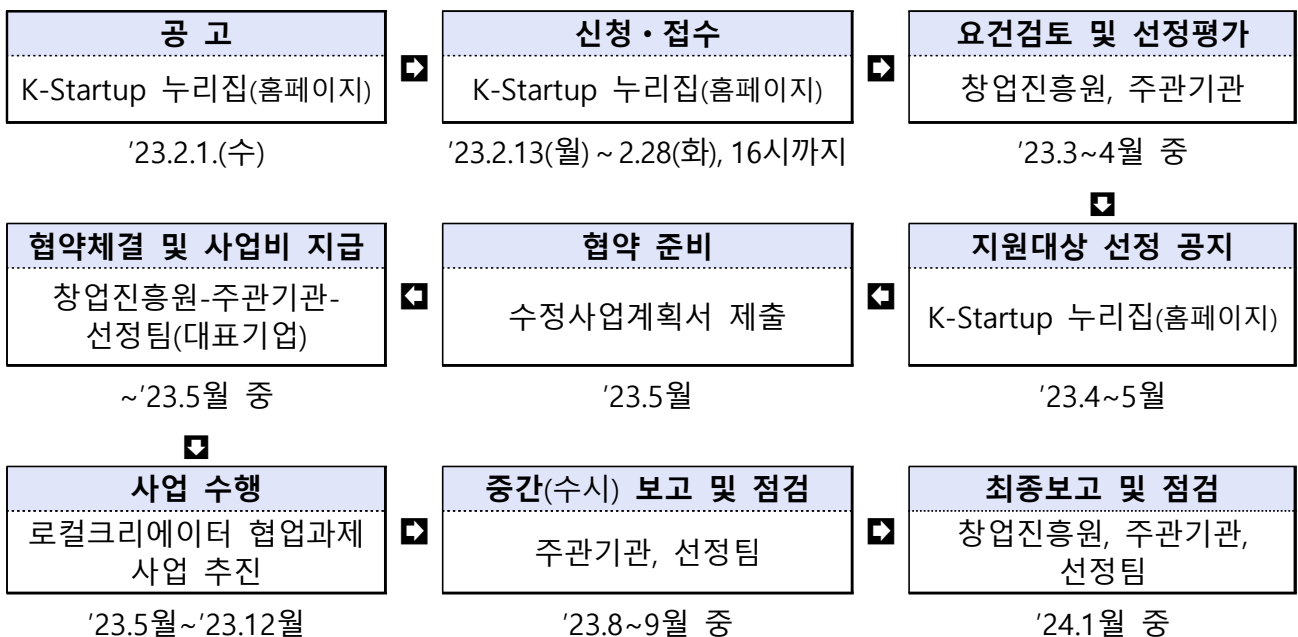 공 고
K-Startup 누리집(홈페이지)
'23.2.1.(수)
신청・접수
K-Startup 누리집(홈페이지)
'23.2.13(월) ~ 2.28(화), 16시까지
요건검토 및 선정평가
창업진흥원, 주관기관
'23.3~4월 중
지원대상 선정 공지
K-Startup 누리집(홈페이지)
'23.4~5월
협약 준비
수정사업계획서 제출
'23.5월
협약체결 및 사업비 지급
창업진흥원-주관기관-
선정팀(대표기업)
~'23.5월 중
사업 수행
로컬크리에이터 협업과제
사업 추진
'23.5월~'23.12월
중간(수시) 보고 및 점검
주관기관, 선정팀
'23.8~9월 중
최종보고 및 점검
창업진흥원, 주관기관,
선정팀
'24.1월 중